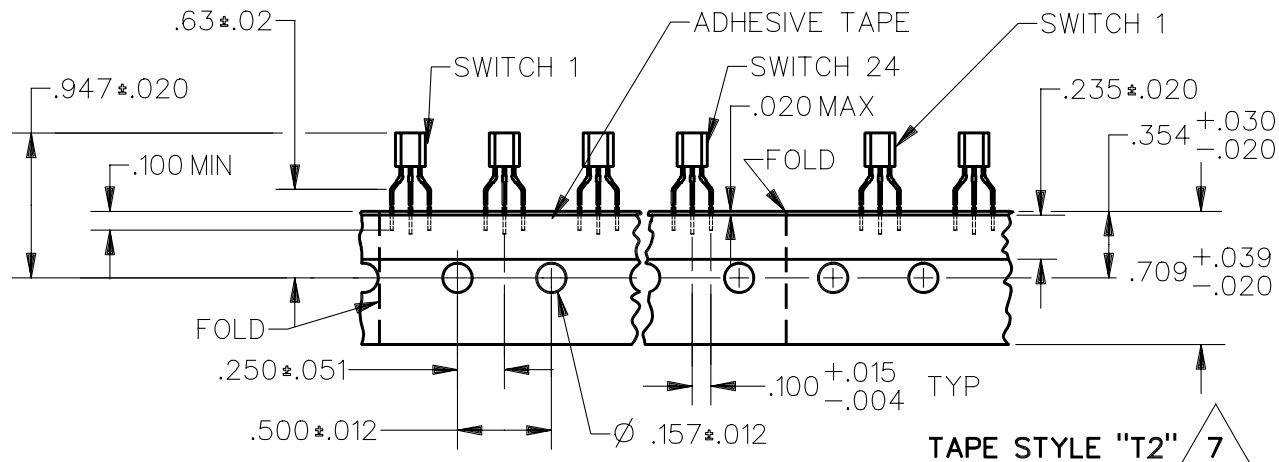 .63±.02
ADHESIVE TAPE
SWITCH 1
SWITCH 1
SWITCH 24
.947±.020
.020 MAX
.235±.020
.354 +.030 -.020
.100 MIN
FOLD
.709 +.039 -.020
FOLD
.250±.051
.100 +.015 -.004 TYP
.500±.012
Ø .157±.012
TAPE STYLE "T2" 7